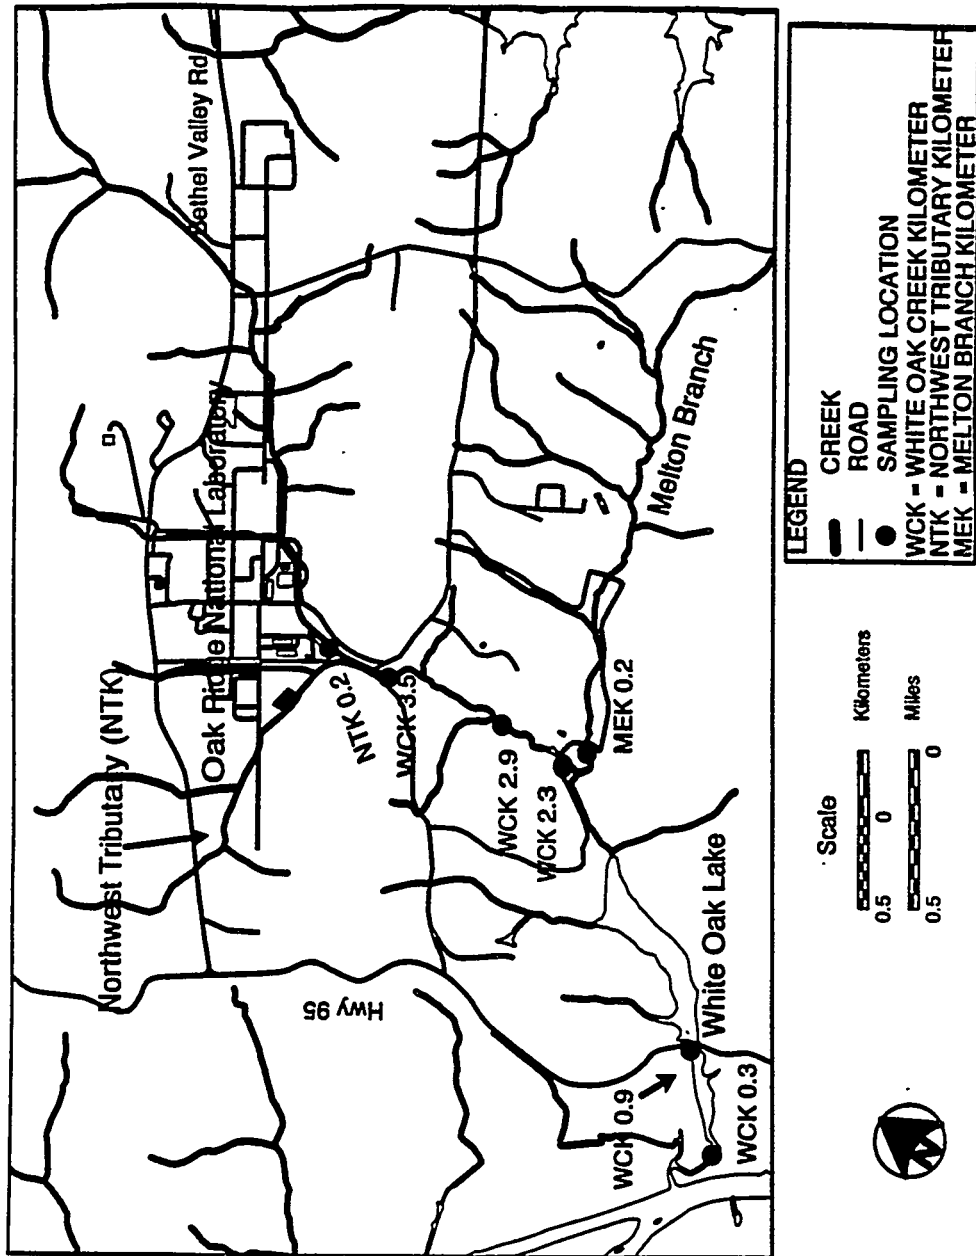 Northwest Tributary (NTK)
Oak Ridge National Laboratory
Bethel Valley Rd
NTK 0.2
WCK 3.5
Hwy 95
WCK 2.9
WCK 2.3
MEK 0.2
Melton Branch
White Oak Lake
WCK 0.9
WCK 0.3
N
Scale
0.5
0
Kilometers
0.5
0
Miles
LEGEND
CREEK
ROAD
SAMPLING LOCATION
WCK = WHITE OAK CREEK KILOMETER
NTK = NORTHWEST TRIBUTARY KILOMETER
MEK = MELTON BRANCH KILOMETER